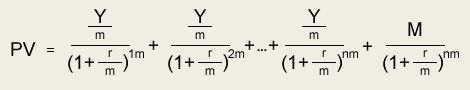 PV = Y/m / (1+ r/m)^1m + Y/m / (1+ r/m)^2m +...+ Y/m / (1+ r/m)^nm + M / (1+ r/m)^nm